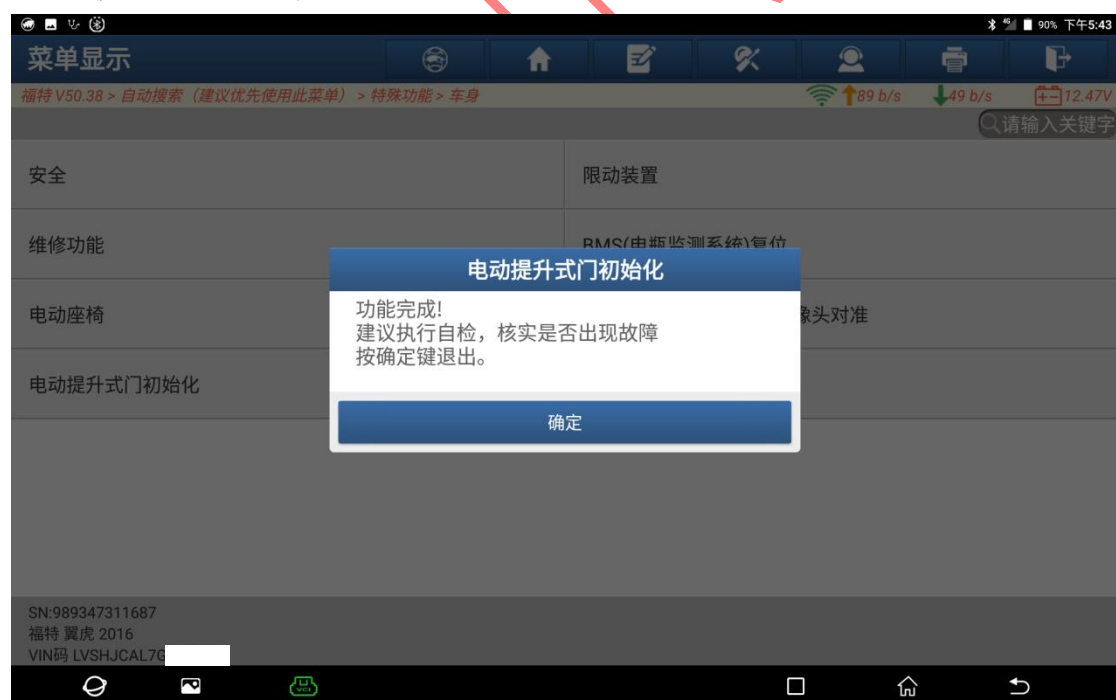 90% 下午5:43
菜单显示
福特 V50.38 > 自动搜索（建议优先使用此菜单） > 特殊功能 > 车身
89 b/s 49 b/s 12.47V
请输入关键字
安全 限动装置
维修功能 BMS(电瓶监测系统)复位
电动提升式门初始化
功能完成!
建议执行自检，核实是否出现故障
按确定键退出。
确定
电动座椅 像头对准
电动提升式门初始化
SN:989347311687
福特 翼虎 2016
VIN码 LVSHJCAL7G
VCI